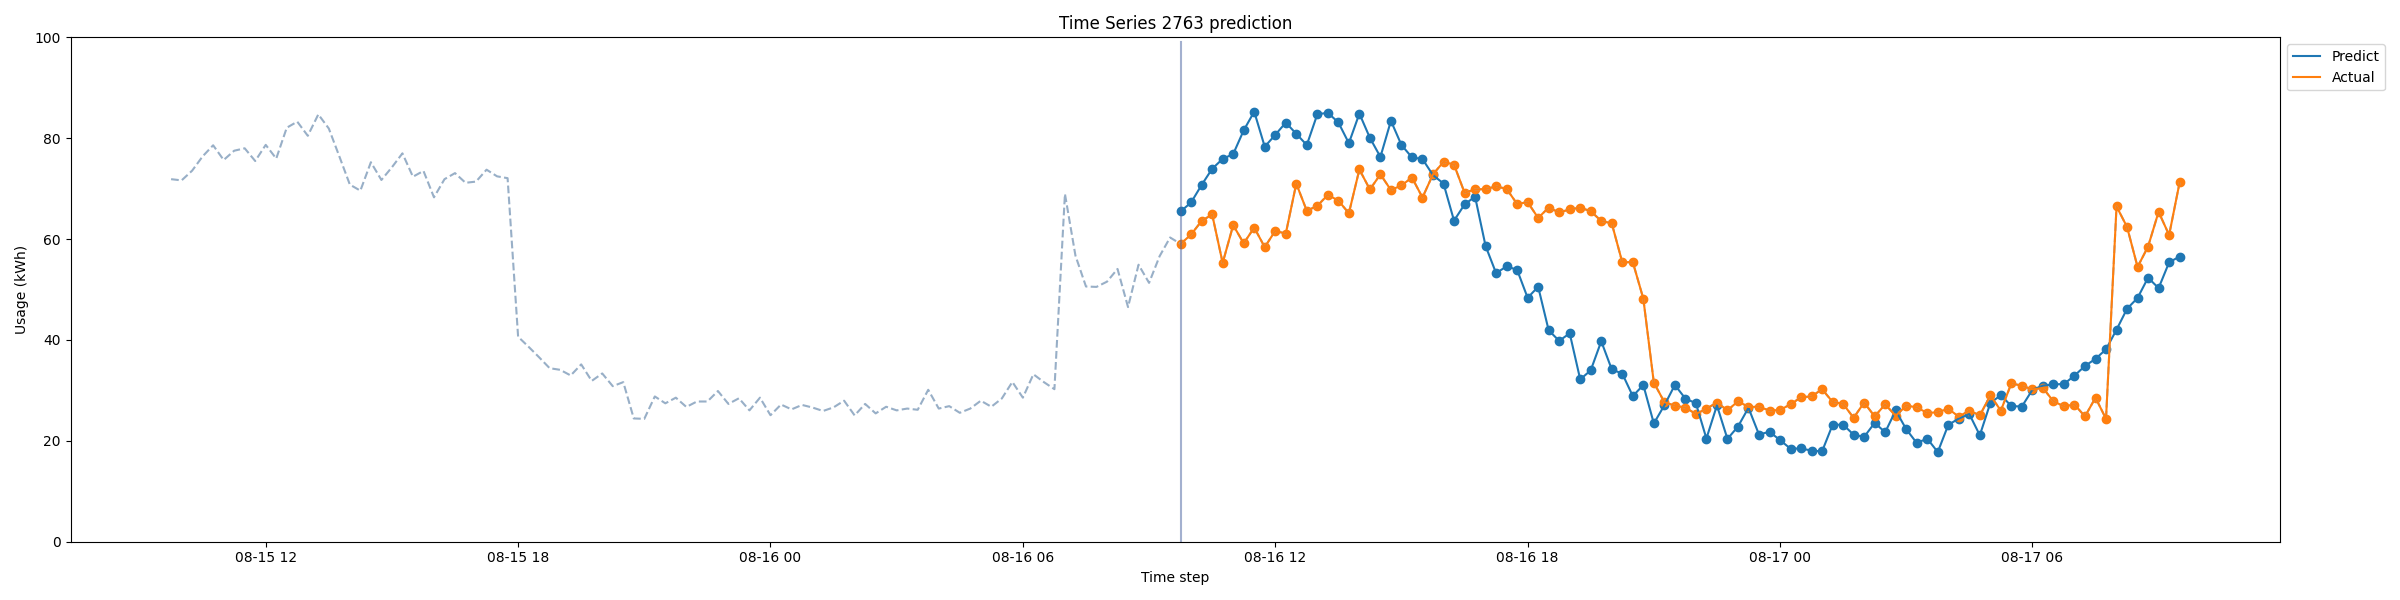 Time Series 2763 prediction
100
80
60
40
20
0
Usage (kWh)
08-15 12
08-15 18
08-16 00
08-16 06
08-16 12
08-16 18
08-17 00
08-17 06
Time step
Predict
Actual